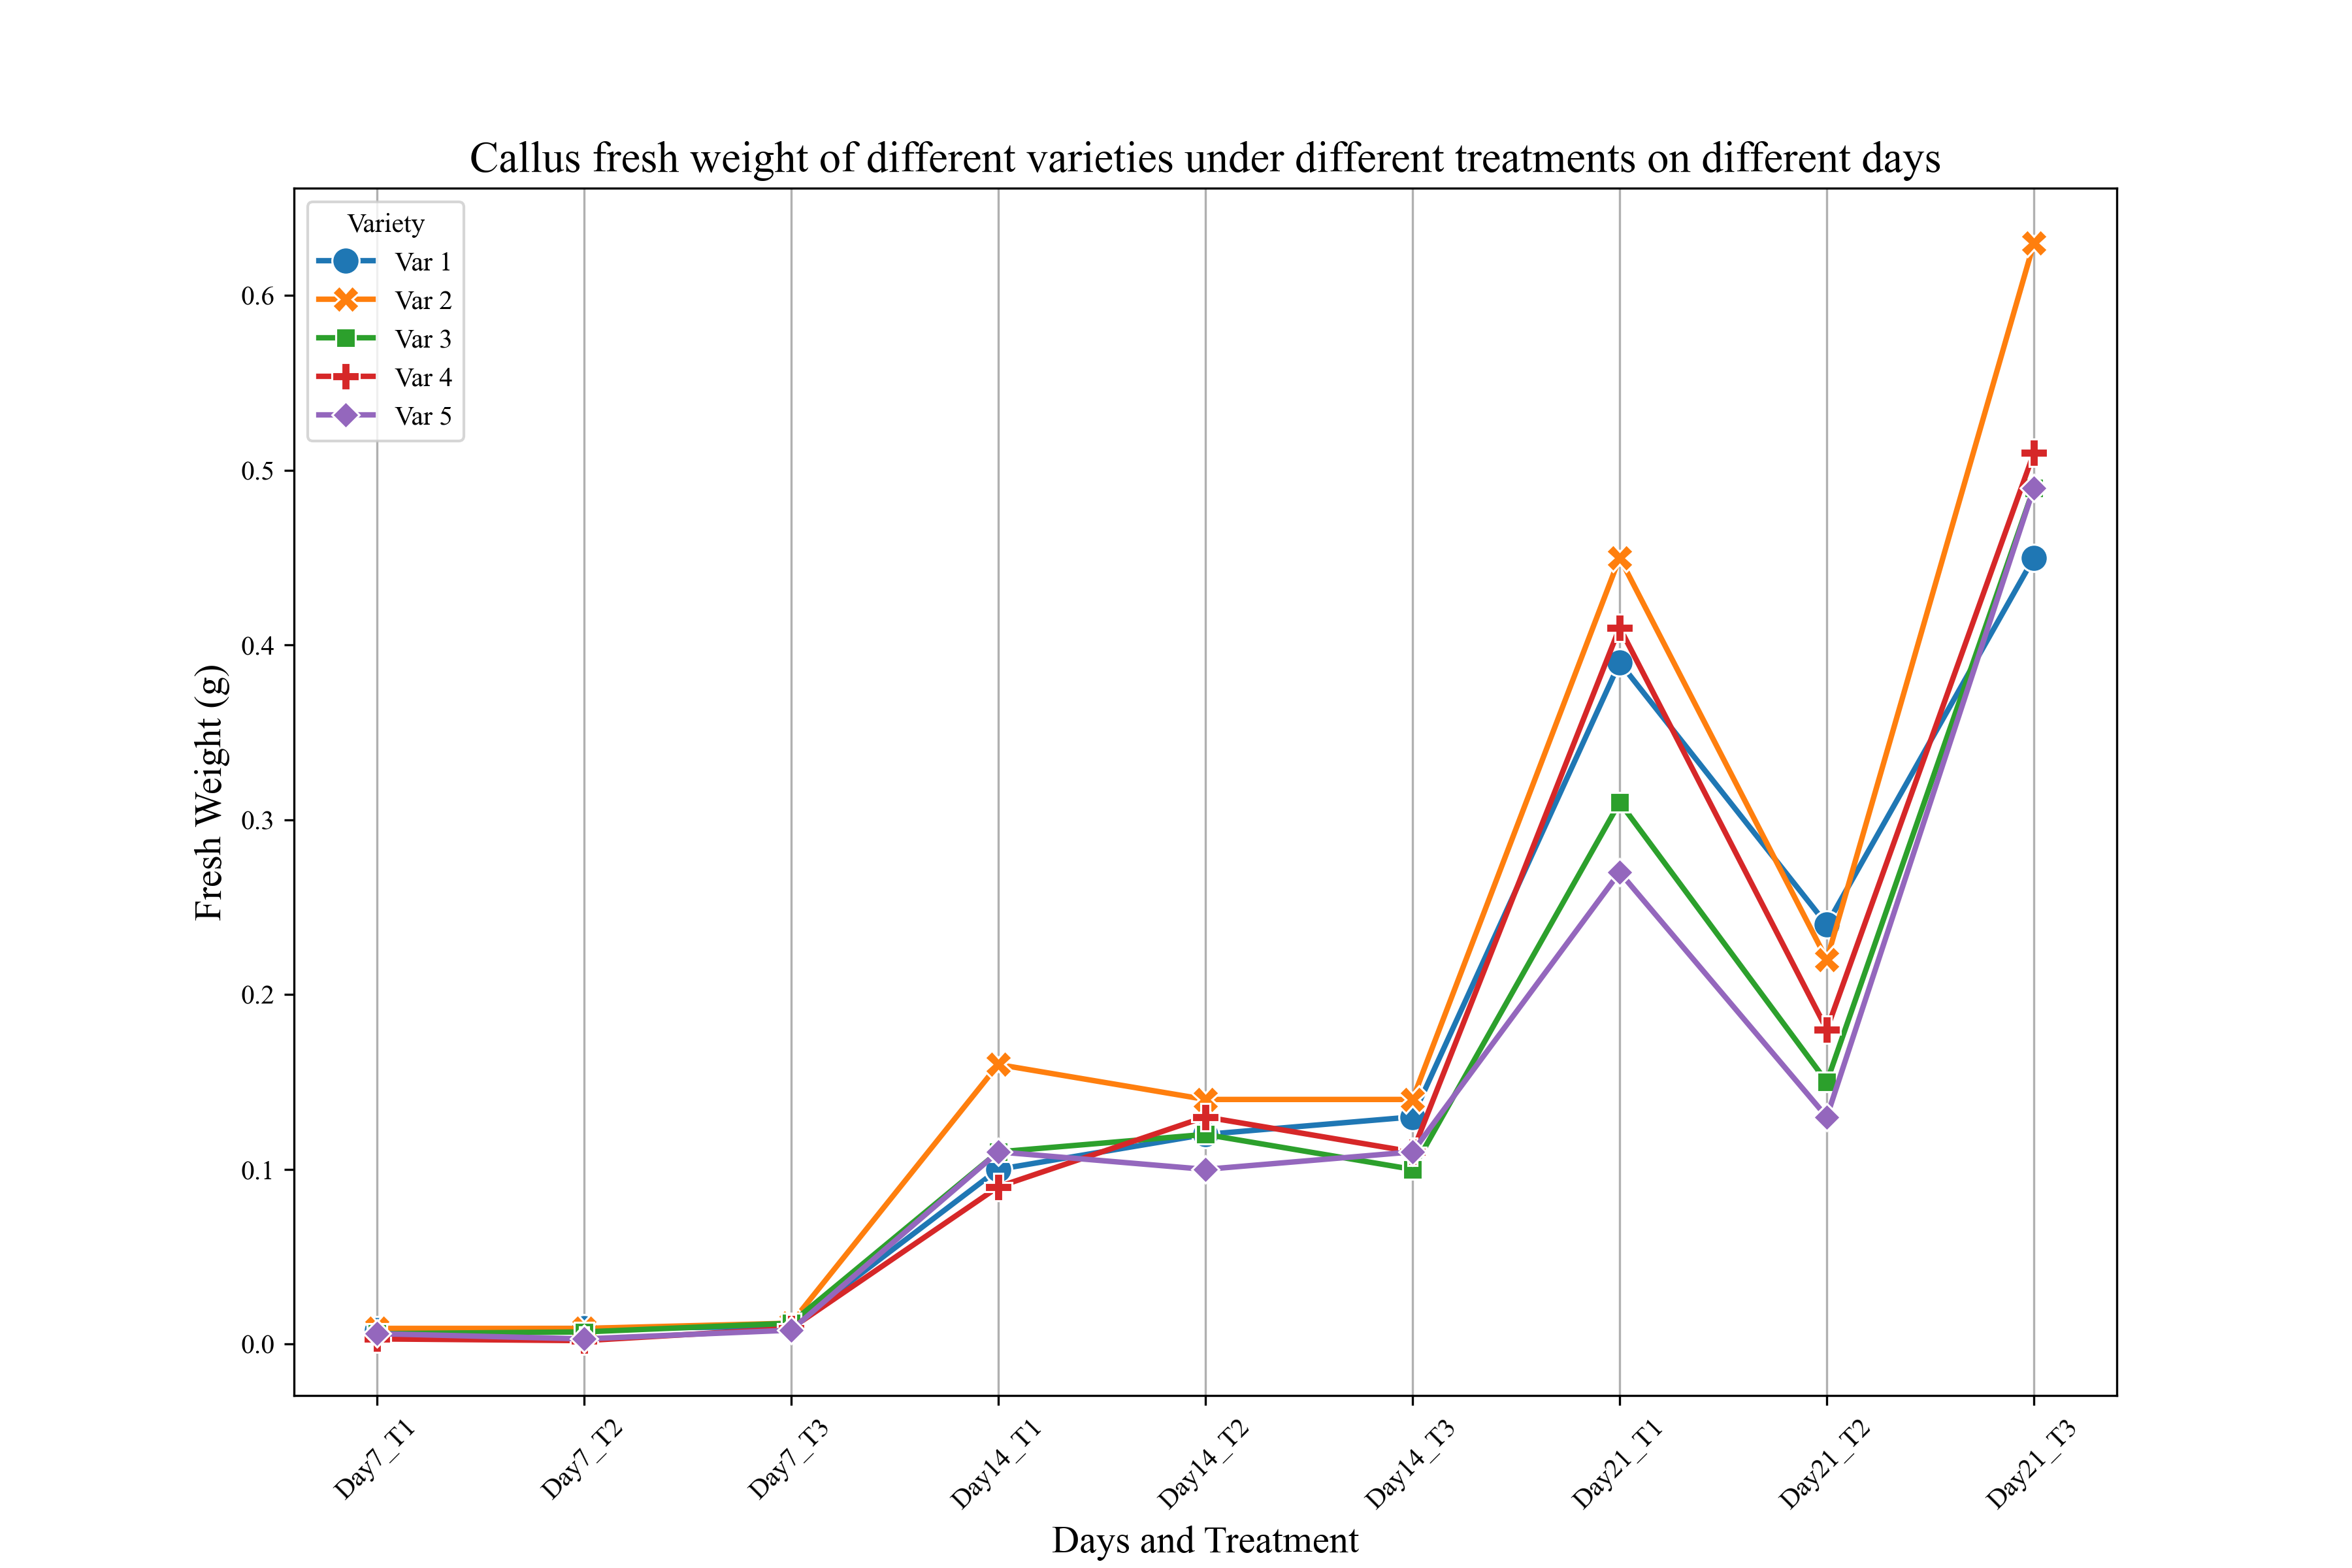 Callus fresh weight of different varieties under different treatments on different days
Variety
Var 1
Var 2
Var 3
Var 4
Var 5
0.6
0.5
0.4
0.3
0.2
0.1
0.0
Fresh Weight (g)
Day7_T1
Day7_T2
Day7_T3
Day14_T1
Day14_T2
Day14_T3
Day21_T1
Day21_T2
Day21_T3
Days and Treatment